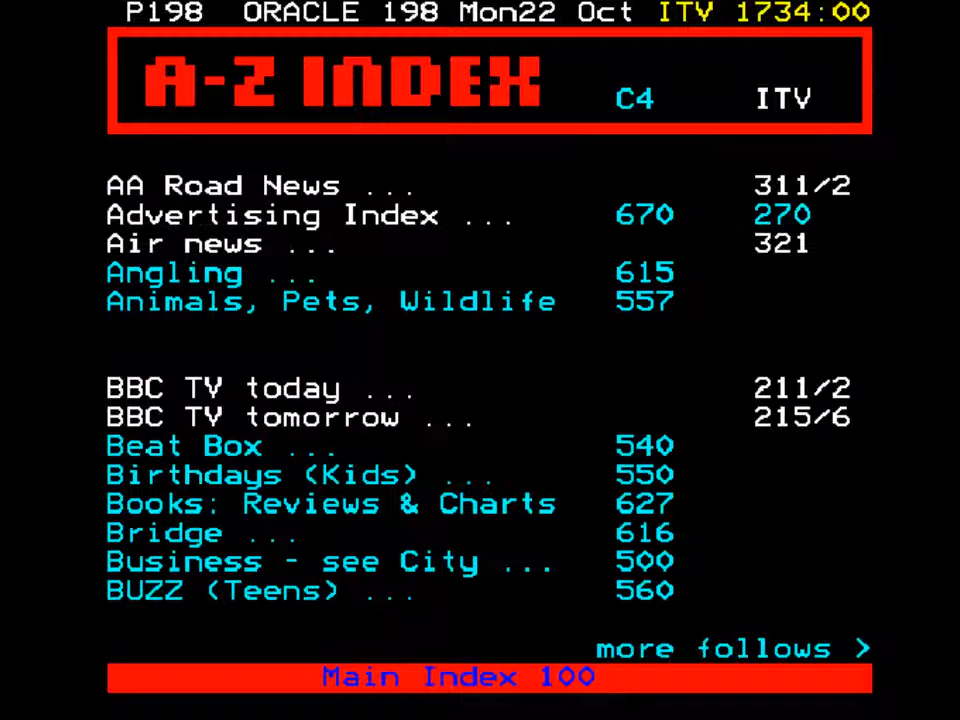 P198 ORACLE 198 Mon22 Oct ITV 1734:00
A-Z INDEX C4 ITV
AA Road News ... 311/2
Advertising Index ... 670 270
Air news ... 321
Angling ... 615
Animals, Pets, Wildlife 557
BBC TV today ... 211/2
BBC TV tomorrow ... 215/6
Beat Box ... 540
Birthdays (Kids) ... 550
Books: Reviews & Charts 627
Bridge ... 616
Business - see City ... 500
BUZZ (Teens) ... 560
more follows >
Main Index 100